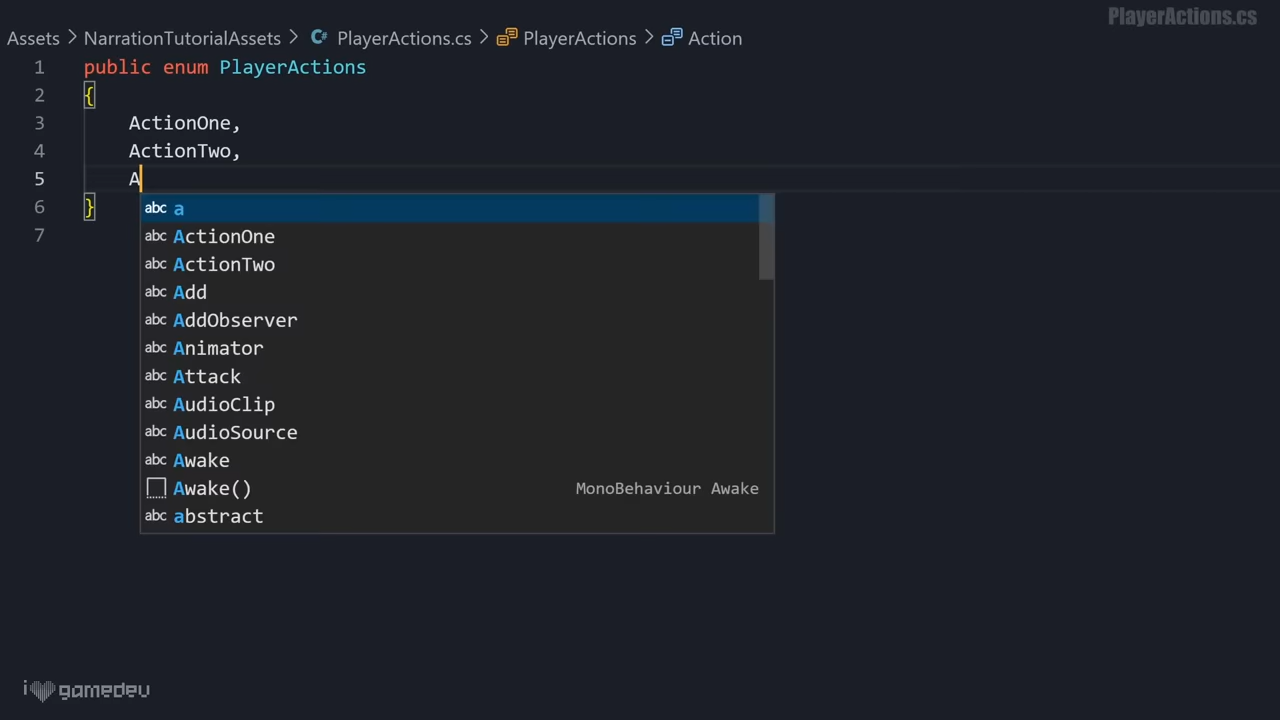 PlayerActions.cs
Assets > NarrationTutorialAssets > C# PlayerActions.cs > PlayerActions > Action
1 public enum PlayerActions
2 {
3 ActionOne,
4 ActionTwo,
5 A
abc a
6 }
abc ActionOne
7
abc ActionTwo
abc Add
abc AddObserver
abc Animator
abc Attack
abc AudioClip
abc AudioSource
abc Awake
Awake() MonoBehaviour Awake
abc abstract
i gamedev